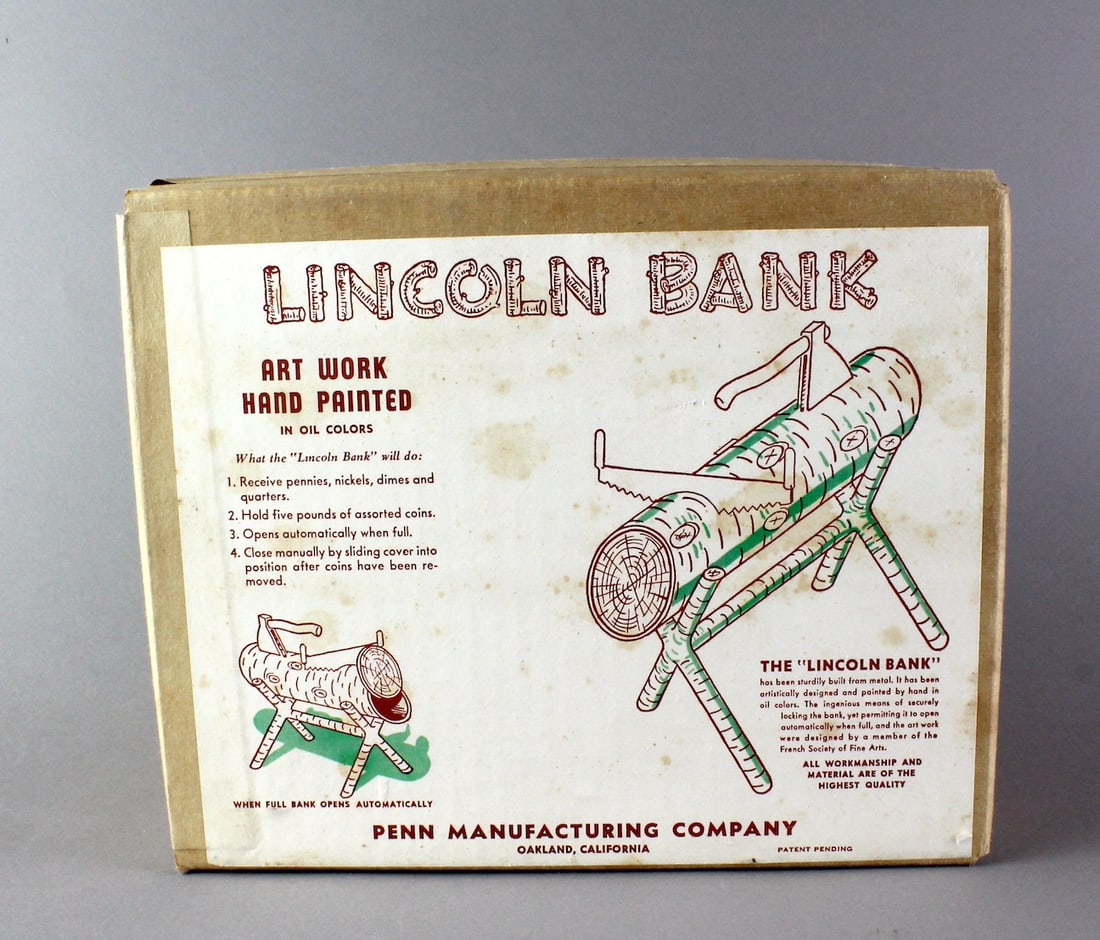 LINCOLN BANK
ART WORK
HAND PAINTED
IN OIL COLORS
What the "Lincoln Bank" will do:
1. Receive pennies, nickels, dimes and
quarters.
2. Hold five pounds of assorted coins.
3. Opens automatically when full.
4. Close manually by sliding cover into
position after coins have been re-
moved.
WHEN FULL BANK OPENS AUTOMATICALLY
THE "LINCOLN BANK"
has been sturdily built from metal. It has been
artistically designed and painted by hand in
oil colors. The ingenious means of securely
locking the bank, yet permitting it to open
automatically when full, and the art work
were designed by a member of the
French Society of Fine Arts.
ALL WORKMANSHIP AND
MATERIAL ARE OF THE
HIGHEST QUALITY
PENN MANUFACTURING COMPANY
OAKLAND, CALIFORNIA
PATENT PENDING